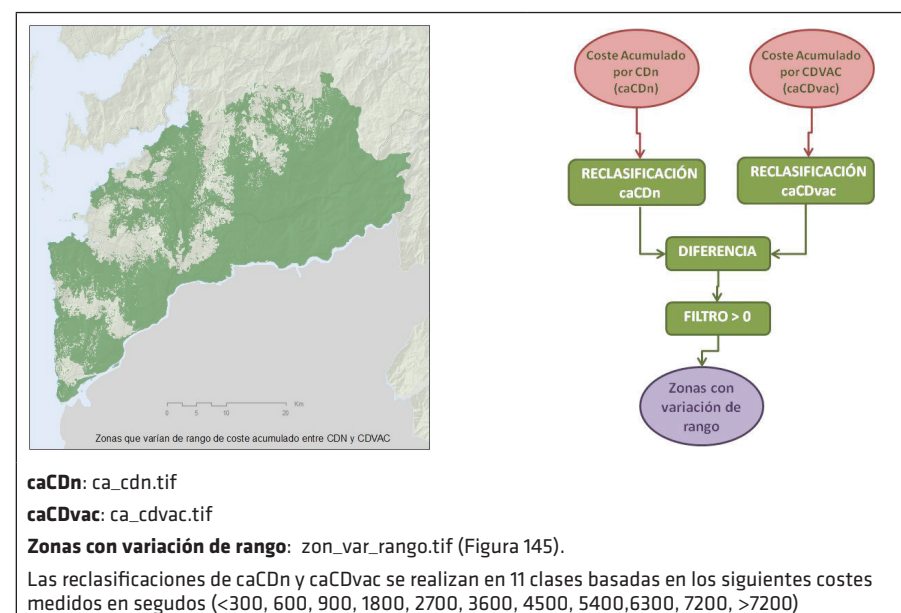 0 5 10 20 Km
Zonas que varían de rango de coste acumulado entre CDN y CDVAC
Coste Acumulado
por CDn
(caCDn)
Coste Acumulado
por CDVAC
(caCDvac)
RECLASIFICACIÓN
caCDn
RECLASIFICACIÓN
caCDvac
DIFERENCIA
FILTRO > 0
Zonas con
variación de
rango
caCDn: ca_cdn.tif
caCDvac: ca_cdvac.tif
Zonas con variación de rango: zon_var_rango.tif (Figura 145).
Las reclasificaciones de caCDn y caCDvac se realizan en 11 clases basadas en los siguientes costes
medidos en segudos (<300, 600, 900, 1800, 2700, 3600, 4500, 5400,6300, 7200, >7200)